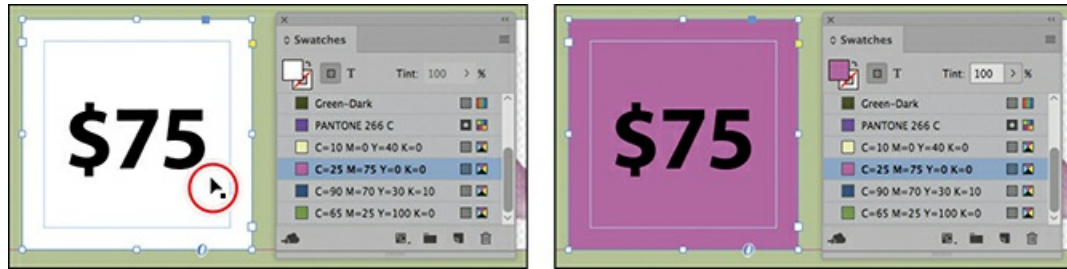 $75
Swatches
T Tint: 100 > %
Green-Dark
PANTONE 266 C
C=10 M=0 Y=40 K=0
C=25 M=75 Y=0 K=0
C=90 M=70 Y=30 K=10
C=65 M=25 Y=100 K=0
$75
Swatches
T Tint: 100 > %
Green-Dark
PANTONE 266 C
C=10 M=0 Y=40 K=0
C=25 M=75 Y=0 K=0
C=90 M=70 Y=30 K=10
C=65 M=25 Y=100 K=0